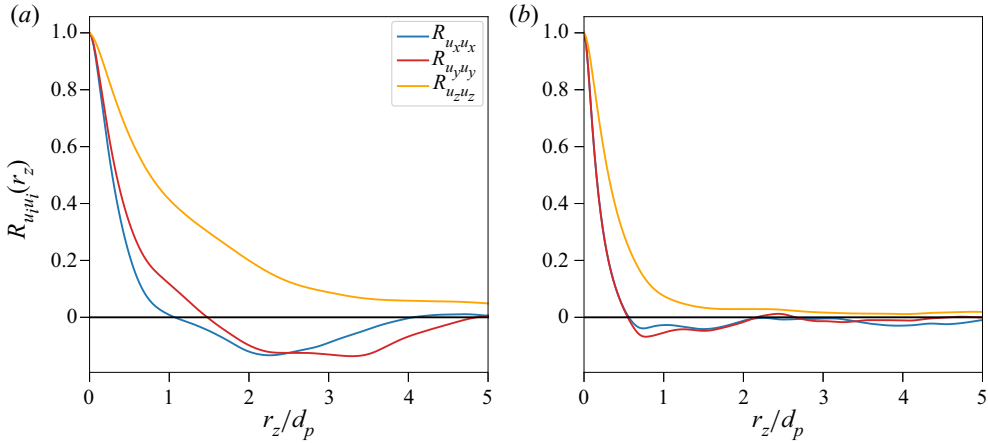 (a)
1.0
0.8
0.6
0.4
0.2
0
R_{u_i u_i}(r_z)
R_{u_x u_x}
R_{u_y u_y}
R_{u_z u_z}
0 1 2 3 4 5
r_z/d_p
(b)
1.0
0.8
0.6
0.4
0.2
0
0 1 2 3 4 5
r_z/d_p